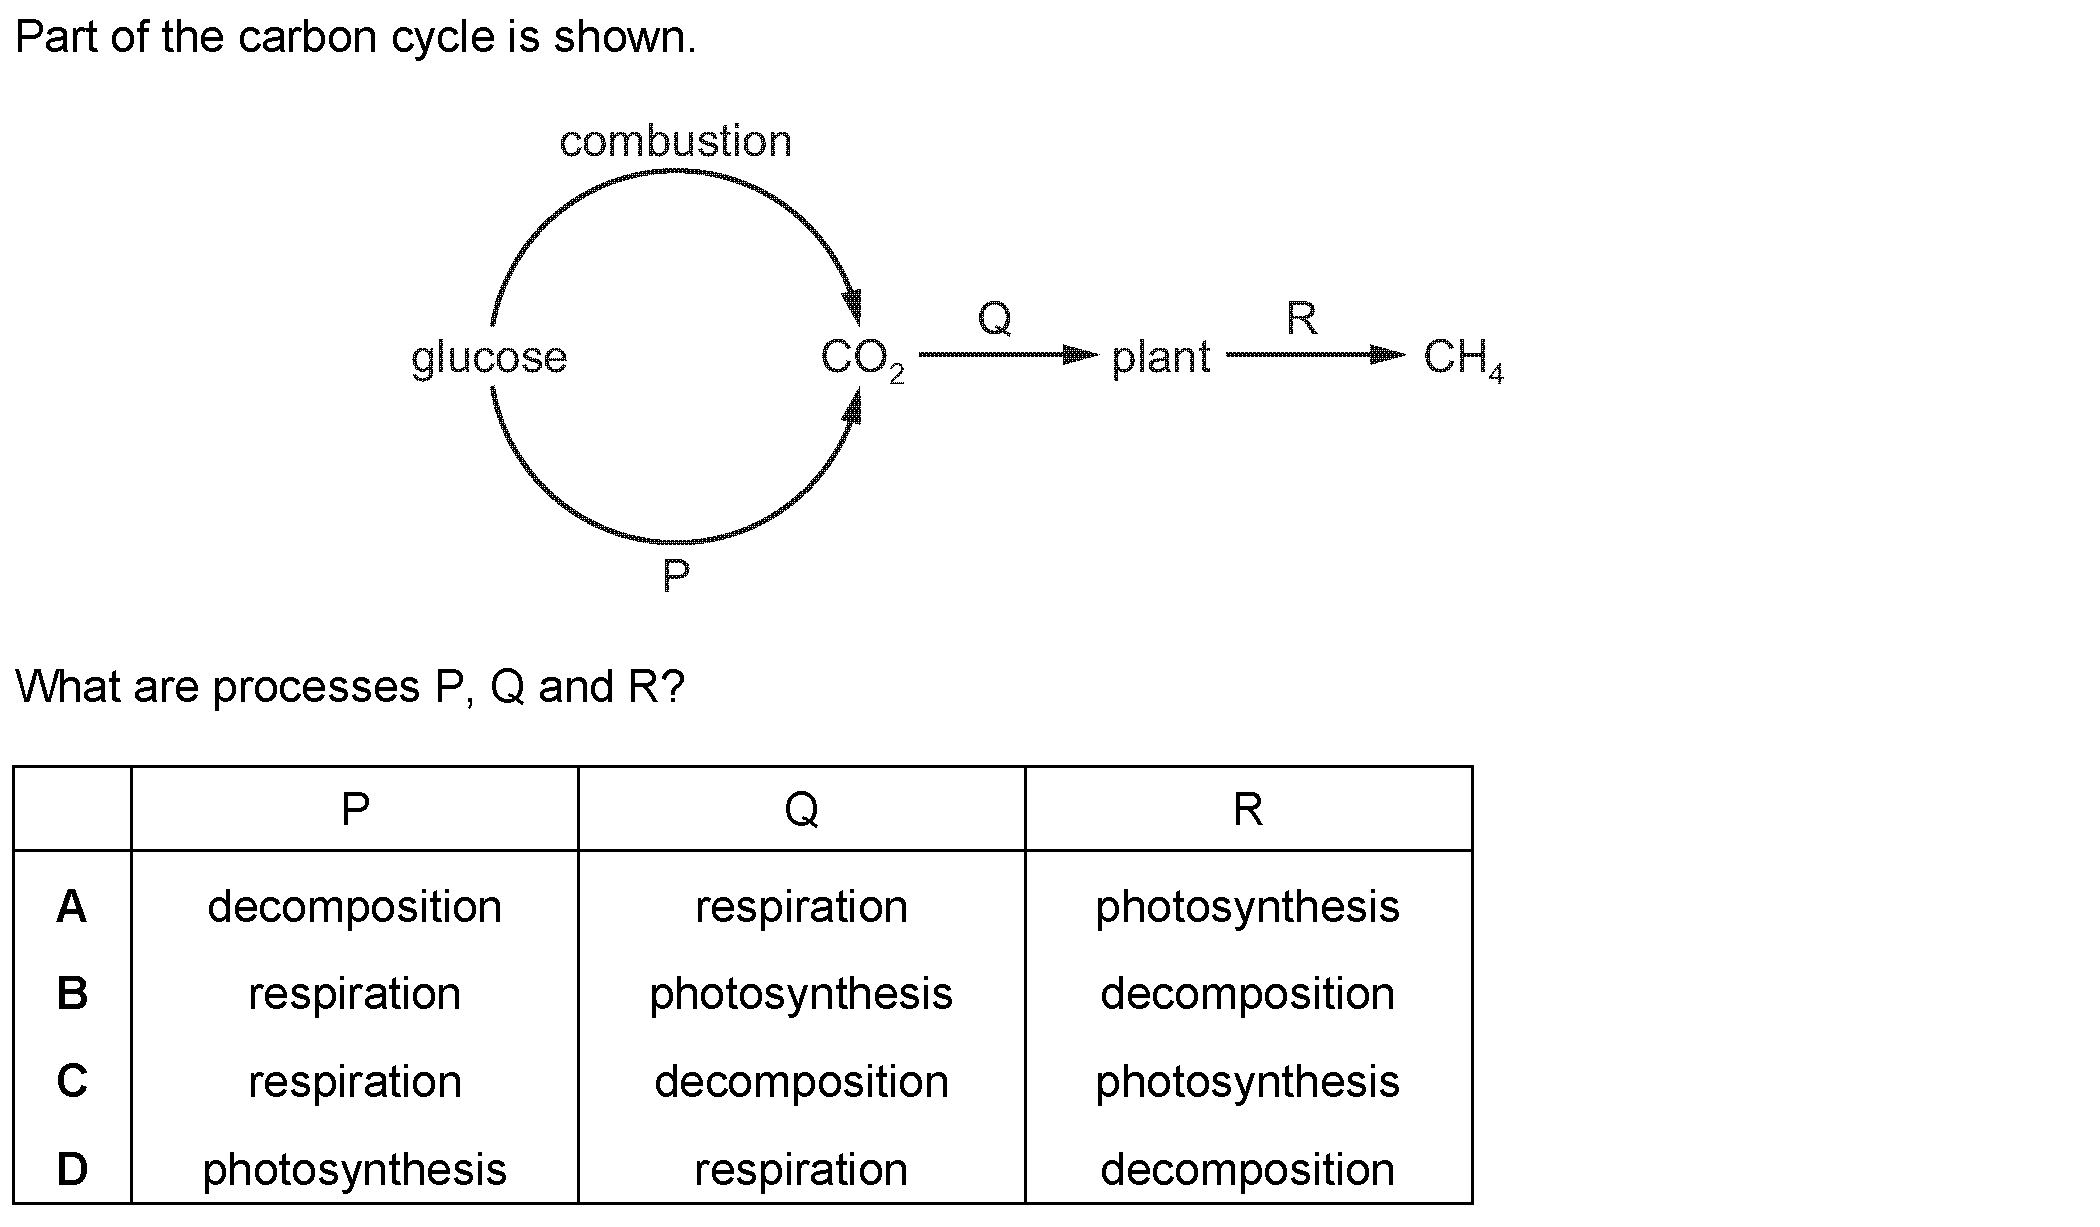 Part of the carbon cycle is shown.
combustion
glucose CO₂ Q plant R CH₄
P
What are processes P, Q and R?
P Q R
A decomposition respiration photosynthesis
B respiration photosynthesis decomposition
C respiration decomposition photosynthesis
D photosynthesis respiration decomposition